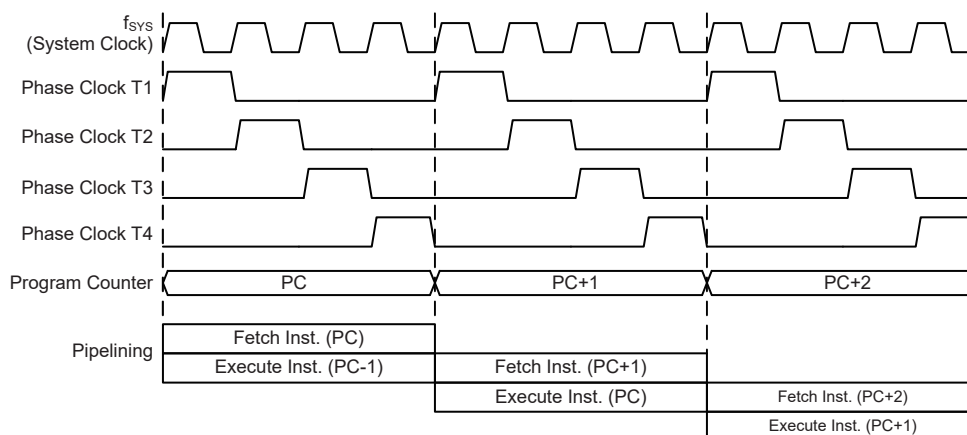 fSYS
(System Clock)
Phase Clock T1
Phase Clock T2
Phase Clock T3
Phase Clock T4
Program Counter
PC
PC+1
PC+2
Pipelining
Fetch Inst. (PC)
Execute Inst. (PC-1)
Fetch Inst. (PC+1)
Execute Inst. (PC)
Fetch Inst. (PC+2)
Execute Inst. (PC+1)